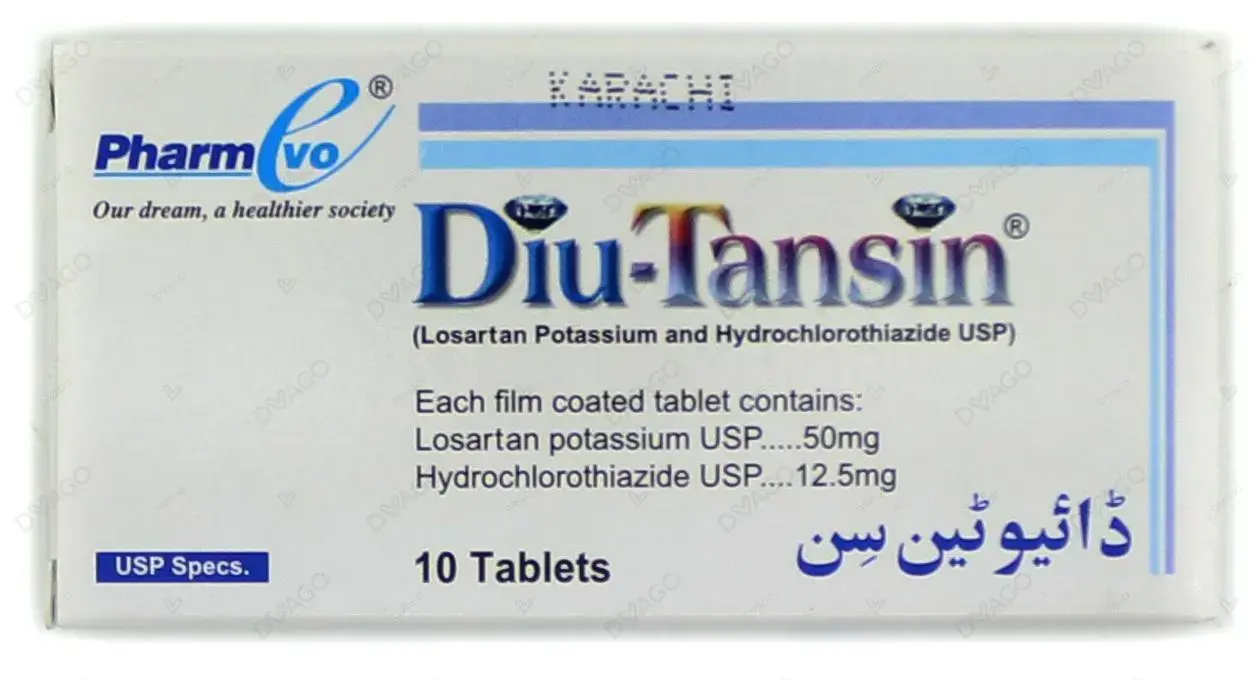 KARACHI
PharmEvo®
Our dream, a healthier society
Diu-Tansin®
(Losartan Potassium and Hydrochlorothiazide USP)
Each film coated tablet contains:
Losartan potassium USP.....50mg
Hydrochlorothiazide USP....12.5mg
ڈائیوٹین سِن
USP Specs.
10 Tablets
DVAGO